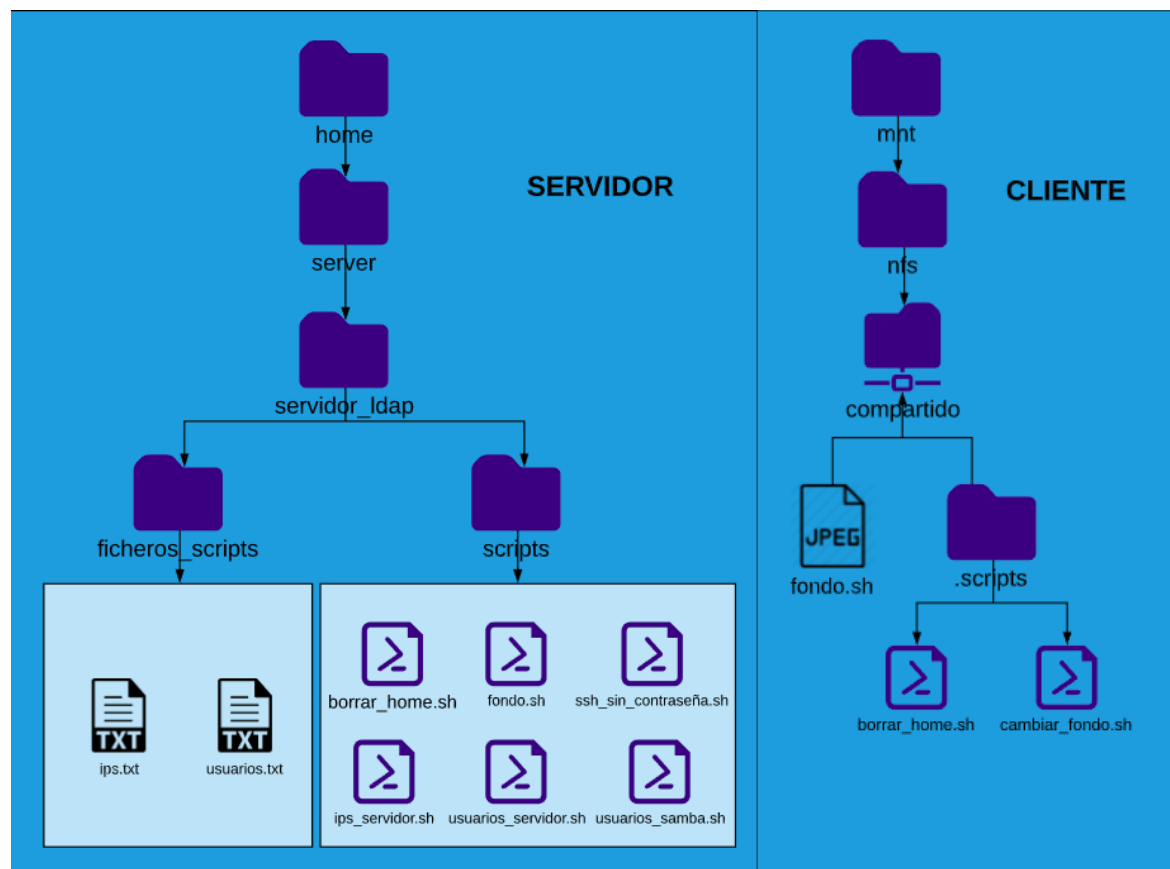 home
SERVIDOR
server
servidor_ldap
ficheros_scripts
scripts
TXT
ips.txt
TXT
usuarios.txt
borrar_home.sh
fondo.sh
ssh_sin_contraseña.sh
ips_servidor.sh
usuarios_servidor.sh
usuarios_samba.sh
mnt
CLIENTE
nfs
compartido
JPEG
fondo.sh
.scripts
borrar_home.sh
cambiar_fondo.sh